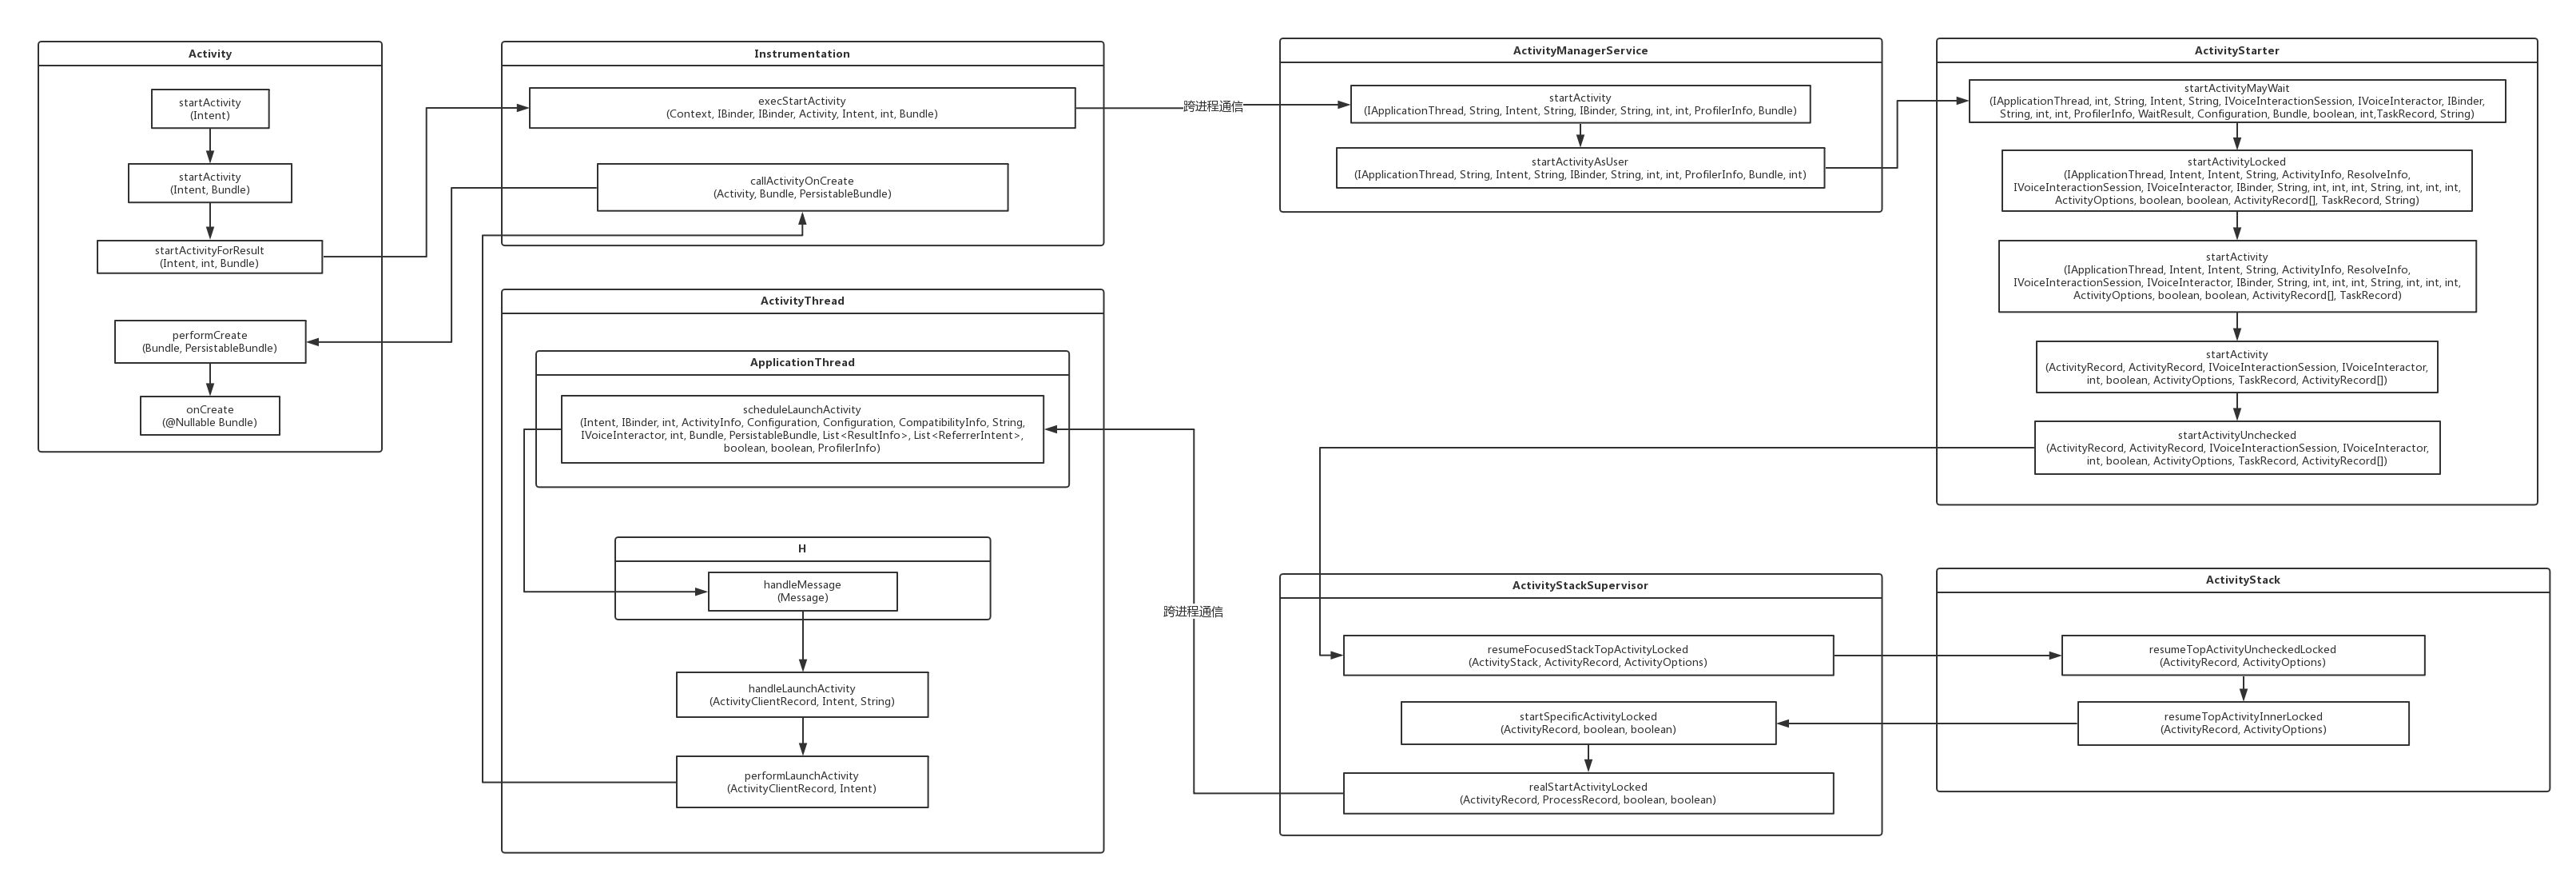 Activity
startActivity
(Intent)
startActivity
(Intent, Bundle)
startActivityForResult
(Intent, int, Bundle)
performCreate
(Bundle, PersistableBundle)
onCreate
(@Nullable Bundle)
Instrumentation
execStartActivity
(Context, IBinder, IBinder, Activity, Intent, int, Bundle)
callActivityOnCreate
(Activity, Bundle, PersistableBundle)
跨进程通信
ActivityManagerService
startActivity
(IApplicationThread, String, Intent, String, IBinder, String, int, int, ProfilerInfo, Bundle)
startActivityAsUser
(IApplicationThread, String, Intent, String, IBinder, String, int, int, ProfilerInfo, Bundle, int)
ActivityStarter
startActivityMayWait
(IApplicationThread, int, String, Intent, String, IVoiceInteractionSession, IVoiceInteractor, IBinder,
String, int, int, ProfilerInfo, WaitResult, Configuration, Bundle, boolean, int,TaskRecord, String)
startActivityLocked
(IApplicationThread, Intent, Intent, String, ActivityInfo, ResolveInfo,
IVoiceInteractionSession, IVoiceInteractor, IBinder, String, int, int, int, String, int, int, int,
ActivityOptions, boolean, boolean, ActivityRecord[], TaskRecord, String)
startActivity
(IApplicationThread, Intent, Intent, String, ActivityInfo, ResolveInfo,
IVoiceInteractionSession, IVoiceInteractor, IBinder, String, int, int, int, String, int, int, int,
ActivityOptions, boolean, boolean, ActivityRecord[], TaskRecord)
startActivity
(ActivityRecord, ActivityRecord, IVoiceInteractionSession, IVoiceInteractor,
int, boolean, ActivityOptions, TaskRecord, ActivityRecord[])
startActivityUnchecked
(ActivityRecord, ActivityRecord, IVoiceInteractionSession, IVoiceInteractor,
int, boolean, ActivityOptions, TaskRecord, ActivityRecord[])
ActivityThread
ApplicationThread
scheduleLaunchActivity
(Intent, IBinder, int, ActivityInfo, Configuration, Configuration, CompatibilityInfo, String,
IVoiceInteractor, int, Bundle, PersistableBundle, List<ResultInfo>, List<ReferrerIntent>,
boolean, boolean, ProfilerInfo)
H
handleMessage
(Message)
handleLaunchActivity
(ActivityClientRecord, Intent, String)
performLaunchActivity
(ActivityClientRecord, Intent)
跨进程通信
ActivityStackSupervisor
resumeFocusedStackTopActivityLocked
(ActivityStack, ActivityRecord, ActivityOptions)
startSpecificActivityLocked
(ActivityRecord, boolean, boolean)
realStartActivityLocked
(ActivityRecord, ProcessRecord, boolean, boolean)
ActivityStack
resumeTopActivityUncheckedLocked
(ActivityRecord, ActivityOptions)
resumeTopActivityInnerLocked
(ActivityRecord, ActivityOptions)